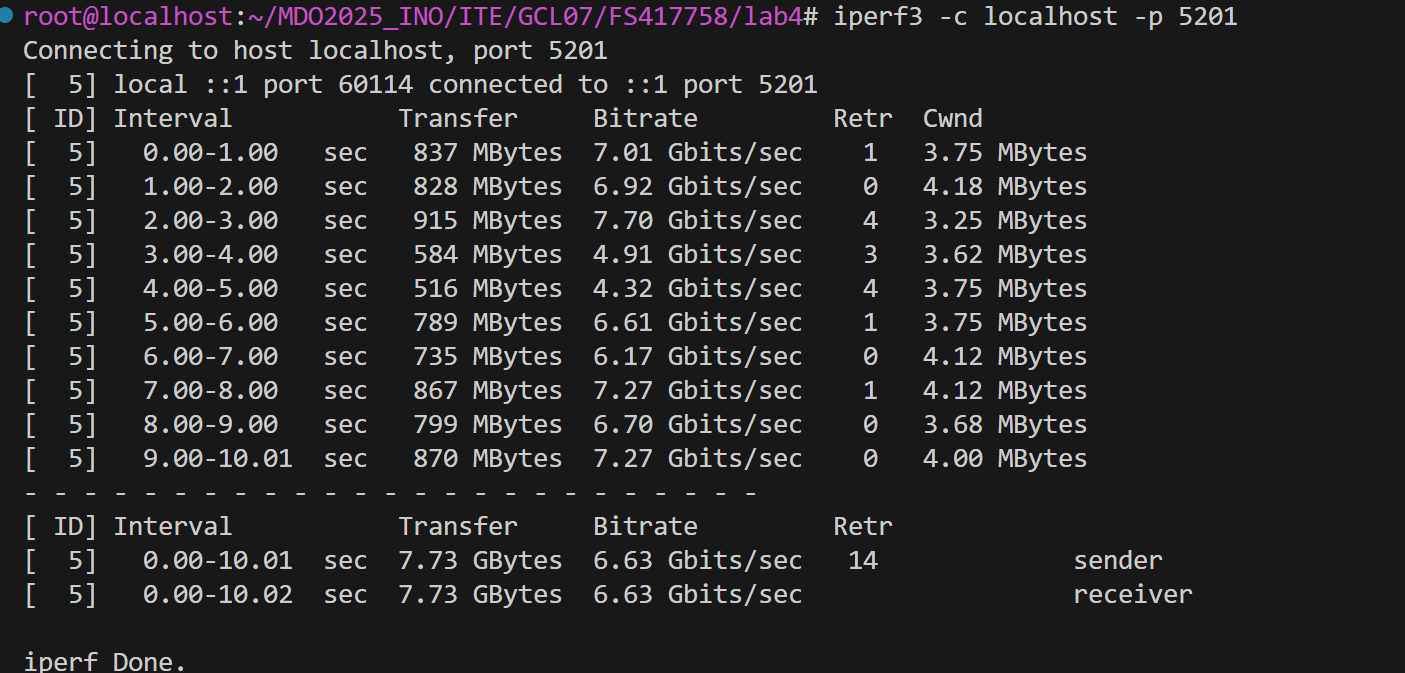 root@localhost:~/MDO2025_INO/ITE/GCL07/FS417758/lab4# iperf3 -c localhost -p 5201
Connecting to host localhost, port 5201
[  5] local ::1 port 60114 connected to ::1 port 5201
[ ID] Interval           Transfer     Bitrate         Retr  Cwnd
[  5]   0.00-1.00   sec   837 MBytes  7.01 Gbits/sec    1   3.75 MBytes
[  5]   1.00-2.00   sec   828 MBytes  6.92 Gbits/sec    0   4.18 MBytes
[  5]   2.00-3.00   sec   915 MBytes  7.70 Gbits/sec    4   3.25 MBytes
[  5]   3.00-4.00   sec   584 MBytes  4.91 Gbits/sec    3   3.62 MBytes
[  5]   4.00-5.00   sec   516 MBytes  4.32 Gbits/sec    4   3.75 MBytes
[  5]   5.00-6.00   sec   789 MBytes  6.61 Gbits/sec    1   3.75 MBytes
[  5]   6.00-7.00   sec   735 MBytes  6.17 Gbits/sec    0   4.12 MBytes
[  5]   7.00-8.00   sec   867 MBytes  7.27 Gbits/sec    1   4.12 MBytes
[  5]   8.00-9.00   sec   799 MBytes  6.70 Gbits/sec    0   3.68 MBytes
[  5]   9.00-10.01  sec   870 MBytes  7.27 Gbits/sec    0   4.00 MBytes
- - - - - - - - - - - - - - - - - - - - - - - - -
[ ID] Interval           Transfer     Bitrate         Retr
[  5]   0.00-10.01  sec  7.73 GBytes  6.63 Gbits/sec   14             sender
[  5]   0.00-10.02  sec  7.73 GBytes  6.63 Gbits/sec                  receiver
iperf Done.